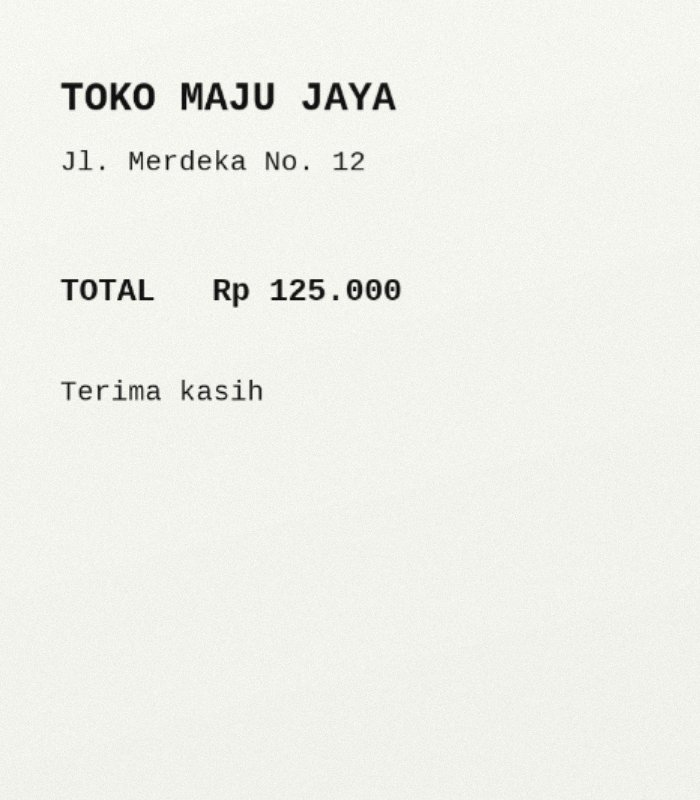 TOKO MAJU JAYA
Jl. Merdeka No. 12
TOTAL   Rp 125.000
Terima kasih